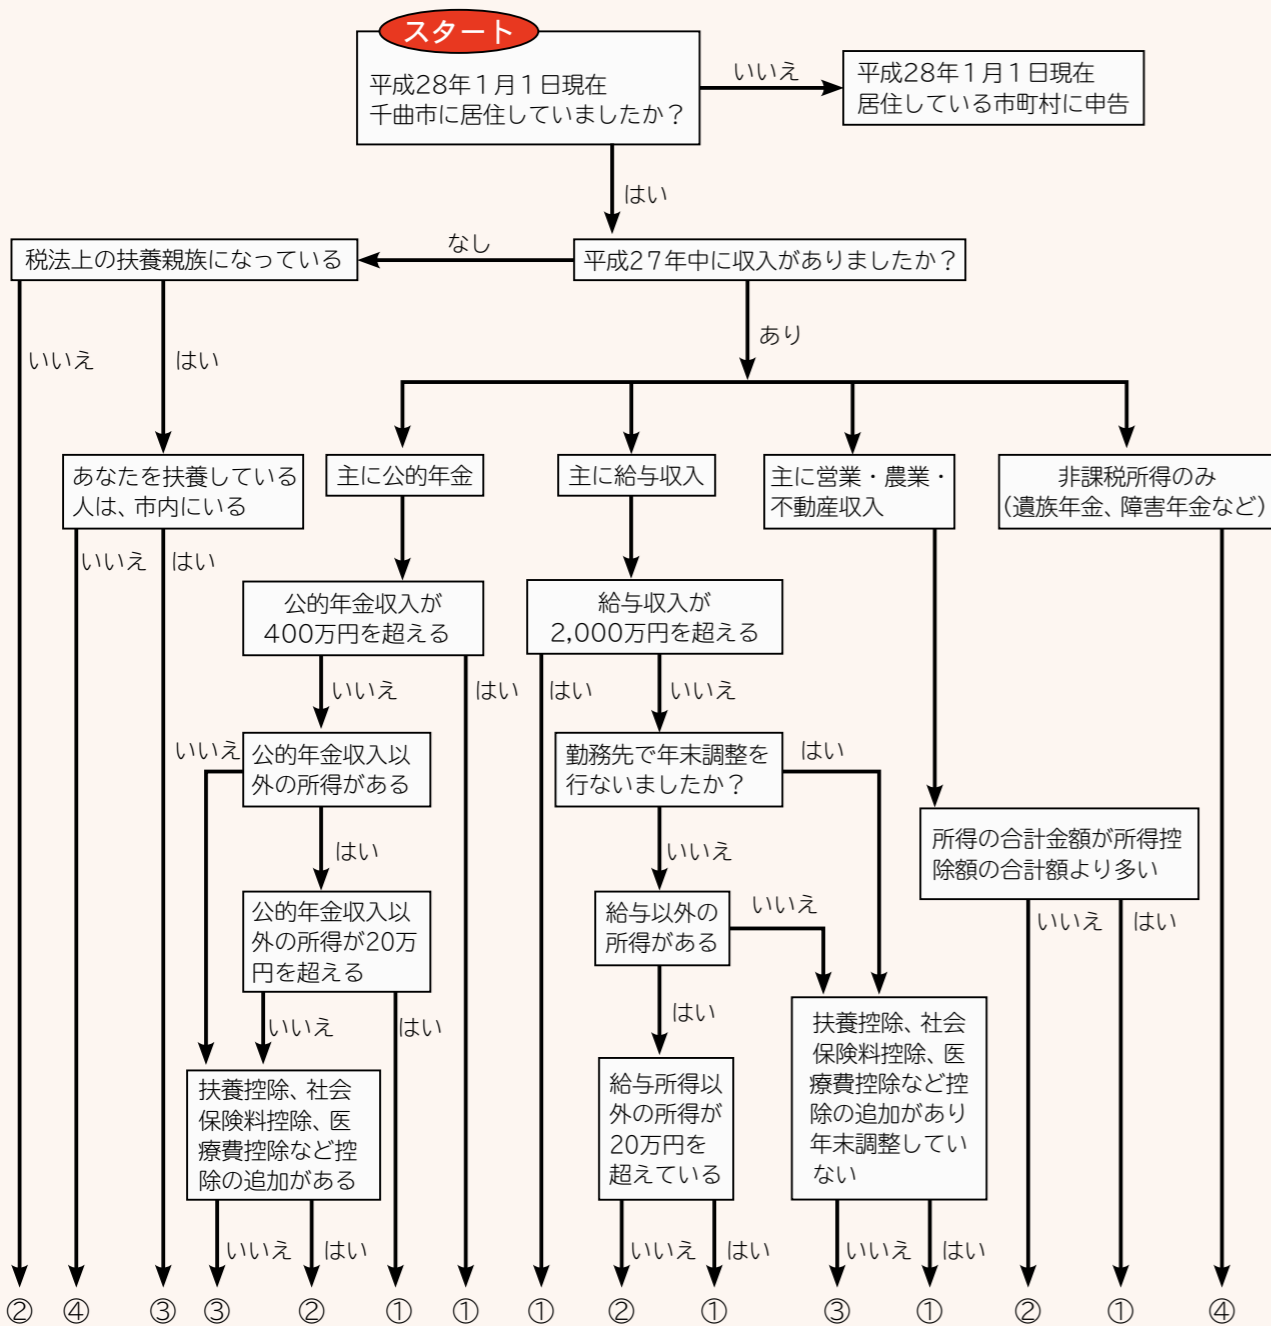 スタート
平成28年1月1日現在
千曲市に居住していましたか？
いいえ
平成28年1月1日現在
居住している市町村に申告
はい
税法上の扶養親族になっている
なし
平成27年中に収入がありましたか？
あり
いいえ
はい
あなたを扶養している
人は、市内にいる
主に公的年金
主に給与収入
主に営業・農業・
不動産収入
非課税所得のみ
（遺族年金、障害年金など）
いいえ
はい
公的年金収入が
400万円を超える
給与収入が
2,000万円を超える
いいえ
はい
はい
いいえ
いいえ
公的年金収入以
外の所得がある
勤務先で年末調整を
行ないましたか？
はい
はい
いいえ
所得の合計金額が所得控
除額の合計額より多い
公的年金収入以
外の所得が20万
円を超える
給与以外の
所得がある
いいえ
いいえ
はい
いいえ
はい
はい
扶養控除、社会
保険料控除、医
療費控除など控
除の追加がある
給与所得以
外の所得が
20万円を
超えている
扶養控除、社会
保険料控除、医
療費控除など控
除の追加があり
年末調整してい
ない
いいえ
はい
いいえ
はい
いいえ
はい
② ④ ③ ③ ② ① ① ① ② ① ③ ① ② ① ④